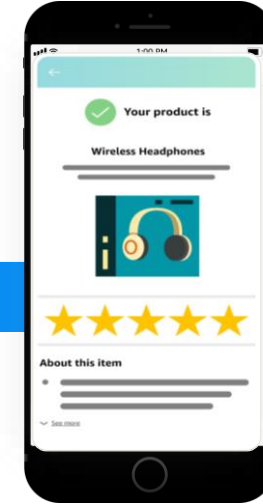 1:00 PM
Your product is
Wireless Headphones
About this item
See more